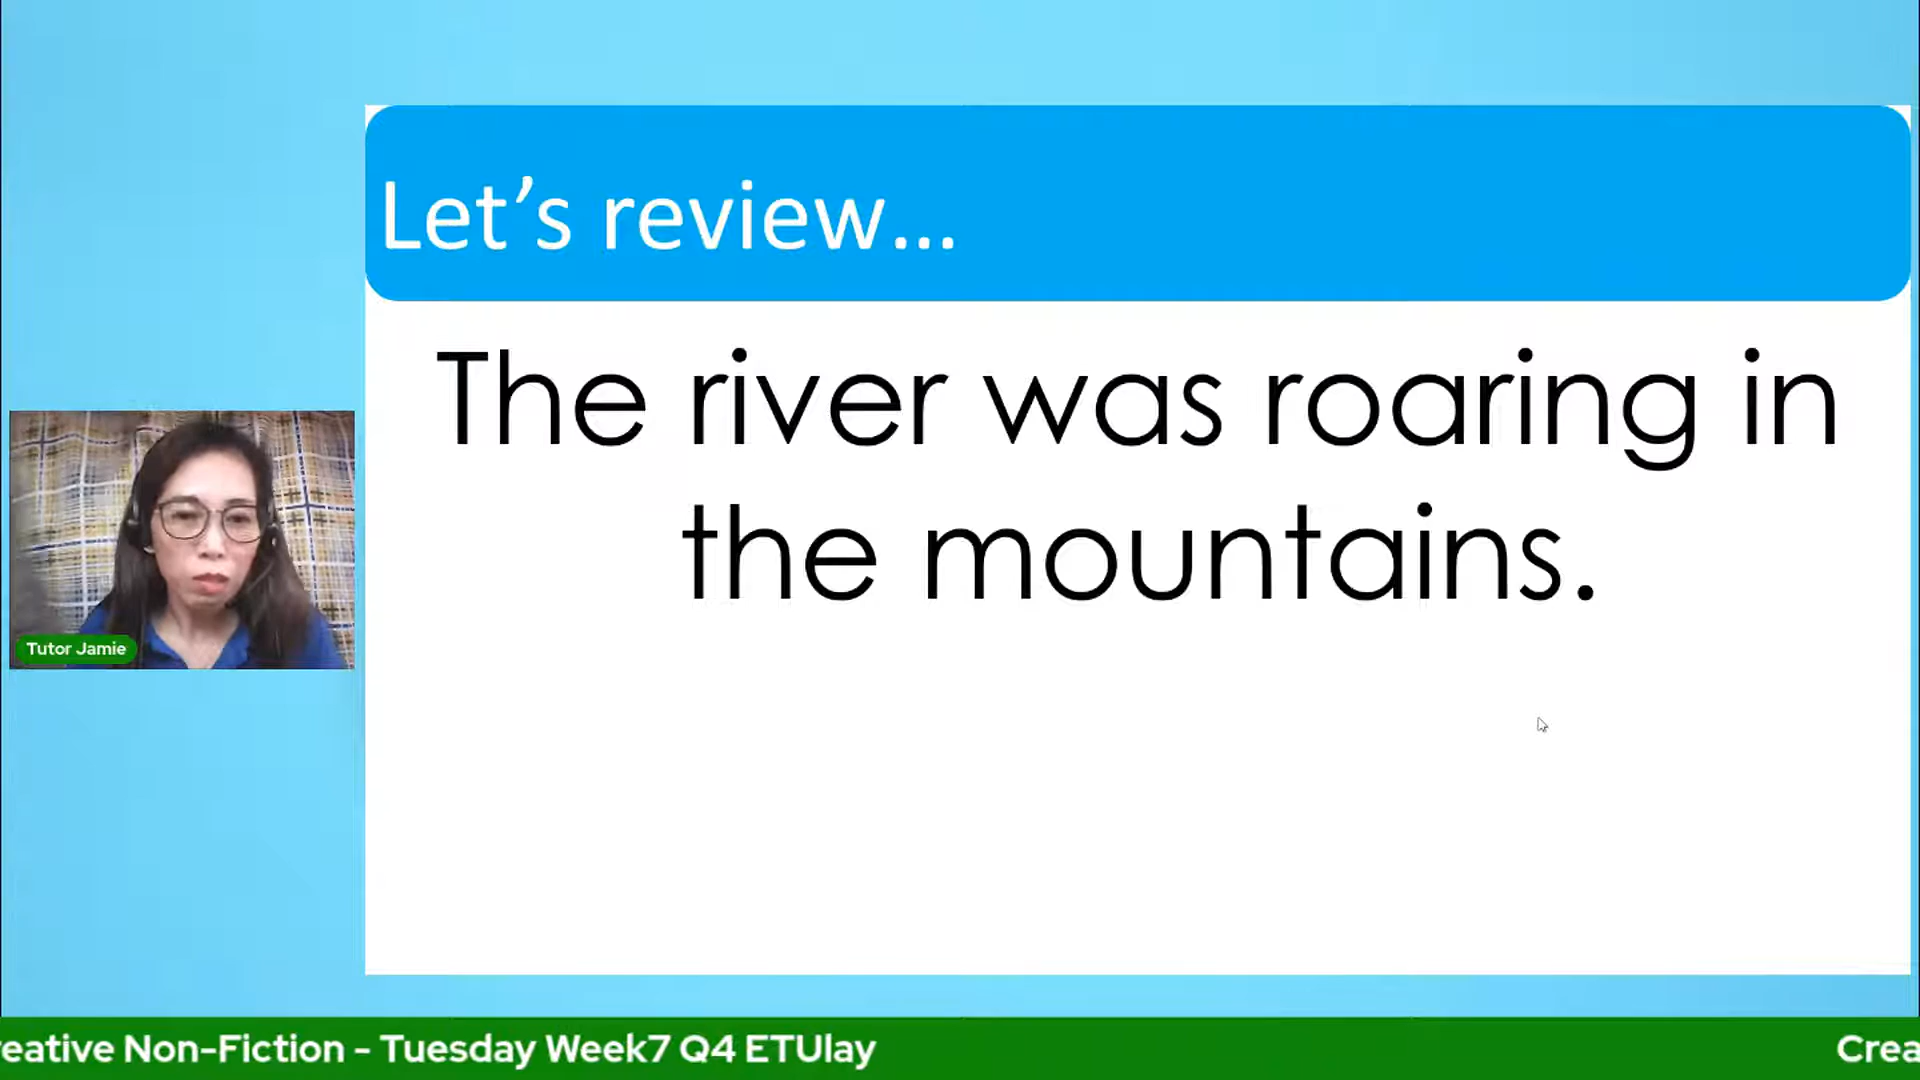 Let’s review...
The river was roaring in
the mountains.
Tutor Jamie
eative Non-Fiction - Tuesday Week7 Q4 ETUlay
Crea